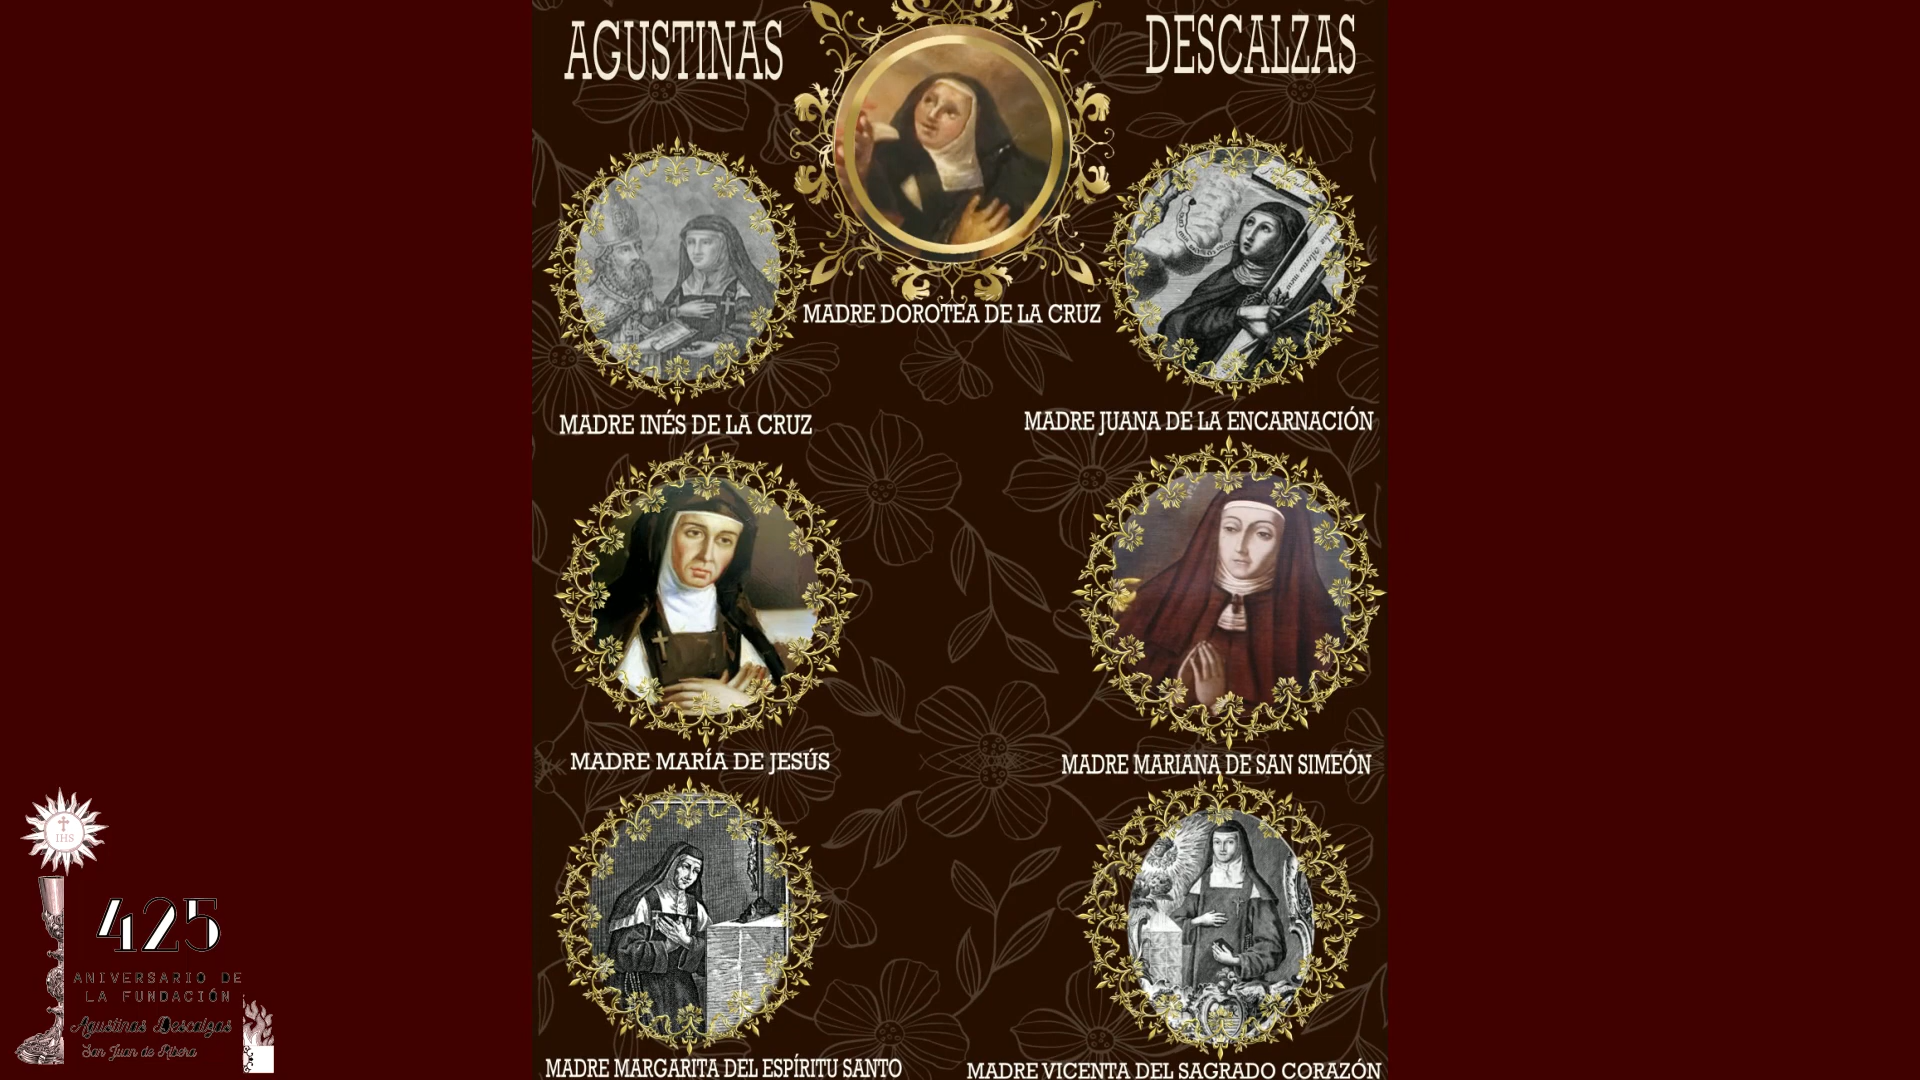 AGUSTINAS
DESCALZAS
MADRE DOROTEA DE LA CRUZ
MADRE INÉS DE LA CRUZ
MADRE JUANA DE LA ENCARNACIÓN
MADRE MARÍA DE JESÚS
MADRE MARIANA DE SAN SIMEÓN
MADRE MARGARITA DEL ESPÍRITU SANTO
MADRE VICENTA DEL SAGRADO CORAZÓN
IHS
425
ANIVERSARIO DE
LA FUNDACIÓN
Agustinas Descalzas
San Juan de Ribera